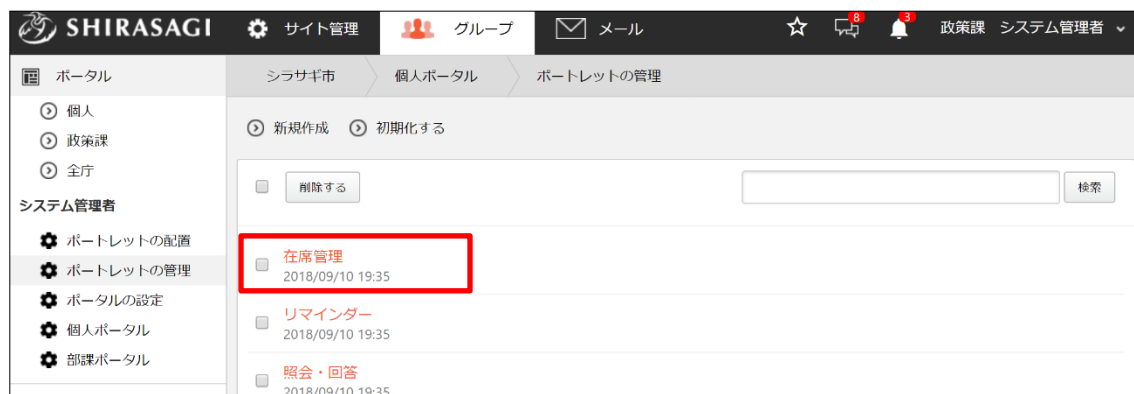 SHIRASAGI サイト管理 グループ メール 8 3 政策課 システム管理者
ポータル
シラサギ市 個人ポータル ポートレットの管理
個人
政策課
全庁
システム管理者
ポートレットの配置
ポートレットの管理
ポータルの設定
個人ポータル
部課ポータル
新規作成 初期化する
削除する 検索
在席管理
2018/09/10 19:35
リマインダー
2018/09/10 19:35
照会・回答
2018/09/10 19:35